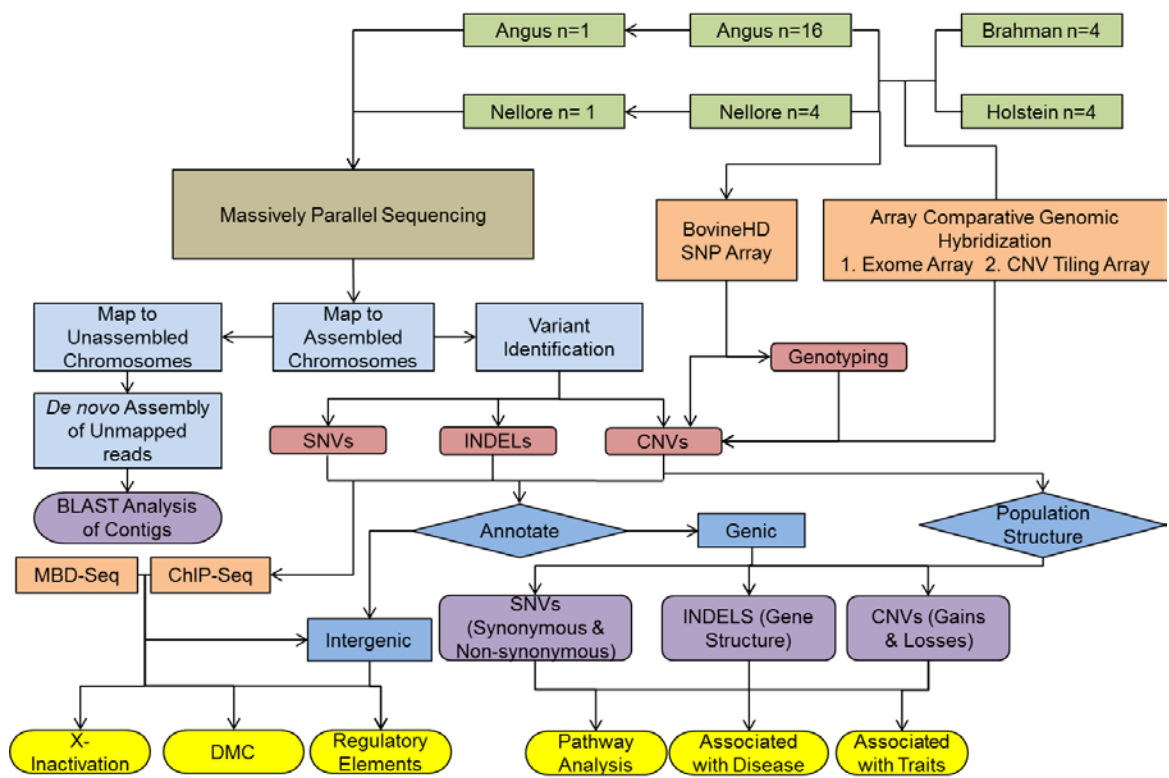 Angus n=1
Angus n=16
Brahman n=4
Nellore n= 1
Nellore n=4
Holstein n=4
Massively Parallel Sequencing
BovineHD
SNP Array
Array Comparative Genomic
Hybridization
1. Exome Array 2. CNV Tiling Array
Map to
Unassembled
Chromosomes
Map to
Assembled
Chromosomes
Variant
Identification
Genotyping
De novo Assembly
of Unmapped
reads
SNVs
INDELs
CNVs
BLAST Analysis
of Contigs
Annotate
Genic
Population
Structure
MBD-Seq
ChIP-Seq
SNVs
(Synonymous &
Non-synonymous)
INDELS (Gene
Structure)
CNVs (Gains
& Losses)
Intergenic
X-
Inactivation
DMC
Regulatory
Elements
Pathway
Analysis
Associated
with Disease
Associated
with Traits